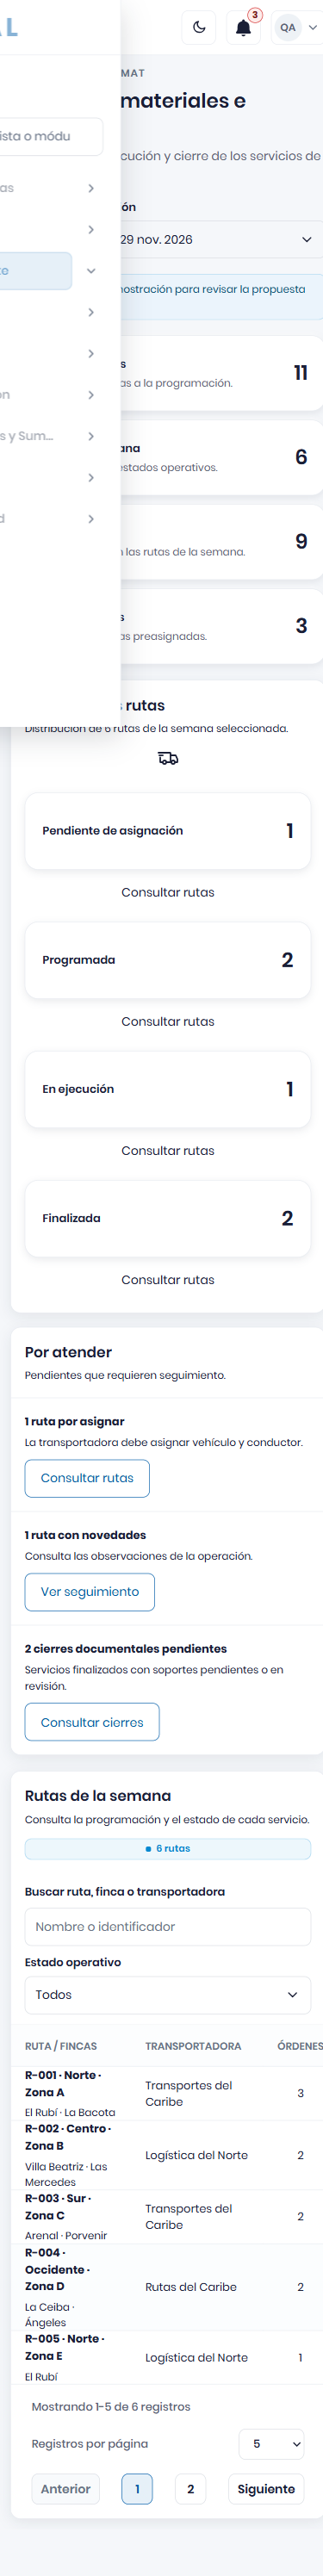 AL
3
QA
MAT
materiales e
ista o módu
cución y cierre de los servicios de
as
ón
29 nov. 2026
te
mostración para revisar la propuesta
s
11
as a la programación.
ón
ana
6
s y Sum...
estados operativos.
d
9
n las rutas de la semana.
s
3
as preasignadas.
s rutas
Distribución de 6 rutas de la semana seleccionada.
Pendiente de asignación
1
Consultar rutas
Programada
2
Consultar rutas
En ejecución
1
Consultar rutas
Finalizada
2
Consultar rutas
Por atender
Pendientes que requieren seguimiento.
1 ruta por asignar
La transportadora debe asignar vehículo y conductor.
Consultar rutas
1 ruta con novedades
Consulta las observaciones de la operación.
Ver seguimiento
2 cierres documentales pendientes
Servicios finalizados con soportes pendientes o en
revisión.
Consultar cierres
Rutas de la semana
Consulta la programación y el estado de cada servicio.
6 rutas
Buscar ruta, finca o transportadora
Nombre o identificador
Estado operativo
Todos
RUTA / FINCAS TRANSPORTADORA ÓRDENES
R-001 · Norte ·
Zona A
El Rubí · La Bacota
Transportes del
Caribe
3
R-002 · Centro ·
Zona B
Villa Beatriz · Las
Mercedes
Logística del Norte
2
R-003 · Sur ·
Zona C
Arenal · Porvenir
Transportes del
Caribe
2
R-004 ·
Occidente ·
Zona D
La Ceiba ·
Ángeles
Rutas del Caribe
2
R-005 · Norte ·
Zona E
El Rubí
Logística del Norte
1
Mostrando 1-5 de 6 registros
Registros por página
5
Anterior
1
2
Siguiente